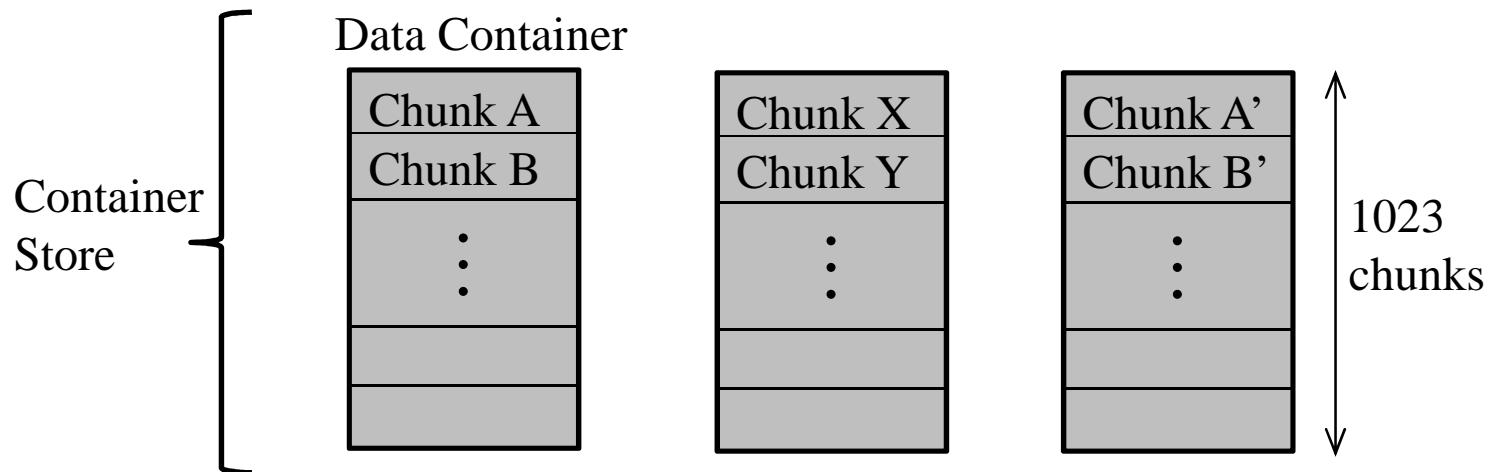 Data Container
Container
Store
Chunk A
Chunk B
Chunk X
Chunk Y
Chunk A’
Chunk B’
1023
chunks